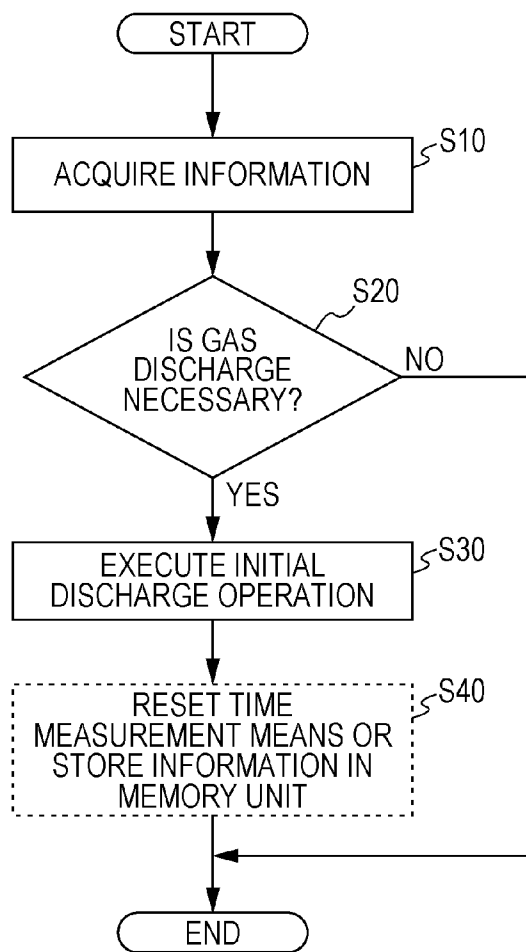 START
S10
ACQUIRE INFORMATION
S20
IS GAS
DISCHARGE
NECESSARY?
NO
YES
S30
EXECUTE INITIAL
DISCHARGE OPERATION
S40
RESET TIME
MEASUREMENT MEANS OR
STORE INFORMATION IN
MEMORY UNIT
END